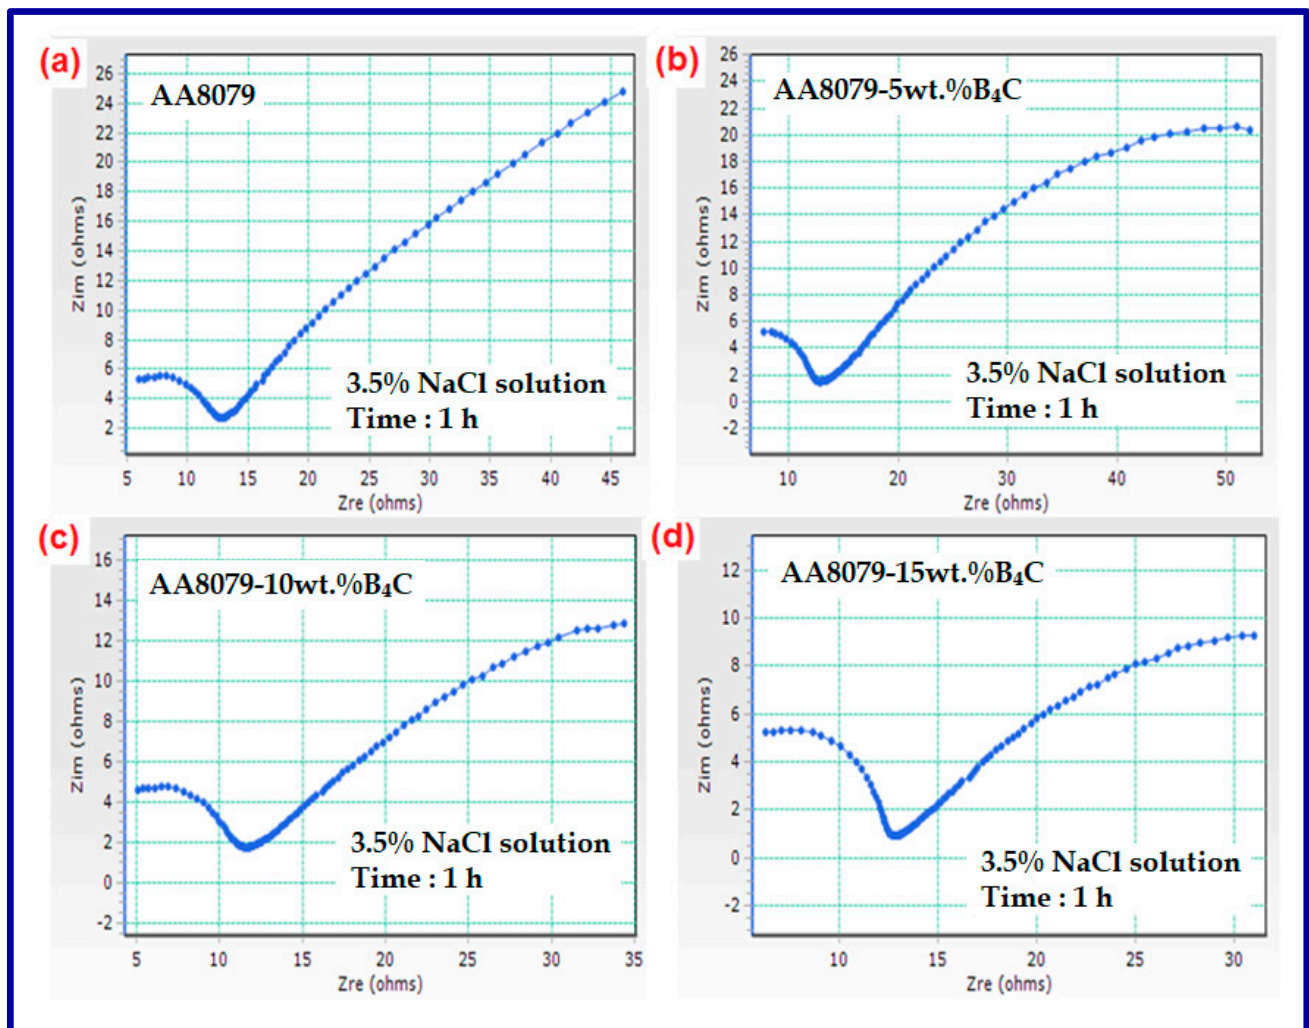 (a)
AA8079
26
24
22
20
18
16
14
12
10
8
6
4
2
Zim (ohms)
3.5% NaCl solution
Time : 1 h
5 10 15 20 25 30 35 40 45
Zre (ohms)
(b)
AA8079-5wt.%B₄C
26
24
22
20
18
16
14
12
10
8
6
4
2
0
-2
Zim (ohms)
3.5% NaCl solution
Time : 1 h
10 20 30 40 50
Zre (ohms)
(c)
AA8079-10wt.%B₄C
16
14
12
10
8
6
4
2
0
-2
Zim (ohms)
3.5% NaCl solution
Time : 1 h
5 10 15 20 25 30 35
Zre (ohms)
(d)
AA8079-15wt.%B₄C
12
10
8
6
4
2
0
-2
Zim (ohms)
3.5% NaCl solution
Time : 1 h
10 15 20 25 30
Zre (ohms)